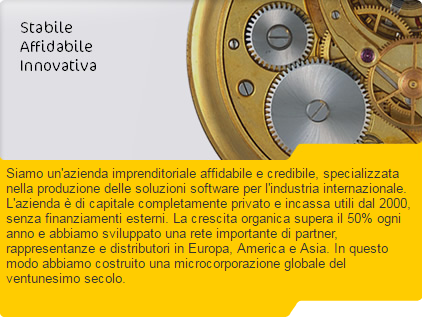 Stabile
Affidabile
Innovativa
Siamo un'azienda imprenditoriale affidabile e credibile, specializzata
nella produzione delle soluzioni software per l'industria internazionale.
L'azienda è di capitale completamente privato e incassa utili dal 2000,
senza finanziamenti esterni. La crescita organica supera il 50% ogni
anno e abbiamo sviluppato una rete importante di partner,
rappresentanze e distributori in Europa, America e Asia. In questo
modo abbiamo costruito una microcorporazione globale del
ventunesimo secolo.